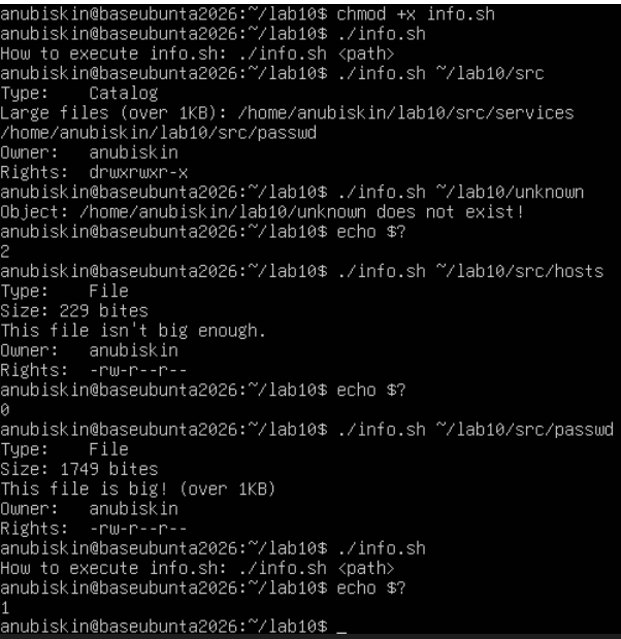 anubiskin@baseubunta2026:~/lab10$ chmod +x info.sh
anubiskin@baseubunta2026:~/lab10$ ./info.sh
How to execute info.sh: ./info.sh <path>
anubiskin@baseubunta2026:~/lab10$ ./info.sh ~/lab10/src
Type:    Catalog
Large files (over 1KB): /home/anubiskin/lab10/src/services
/home/anubiskin/lab10/src/passwd
Owner:   anubiskin
Rights:  drwxrwxr-x
anubiskin@baseubunta2026:~/lab10$ ./info.sh ~/lab10/unknown
Object: /home/anubiskin/lab10/unknown does not exist!
anubiskin@baseubunta2026:~/lab10$ echo $?
2
anubiskin@baseubunta2026:~/lab10$ ./info.sh ~/lab10/src/hosts
Type:    File
Size: 229 bites
This file isn't big enough.
Owner:   anubiskin
Rights:  -rw-r--r--
anubiskin@baseubunta2026:~/lab10$ echo $?
0
anubiskin@baseubunta2026:~/lab10$ ./info.sh ~/lab10/src/passwd
Type:    File
Size: 1749 bites
This file is big! (over 1KB)
Owner:   anubiskin
Rights:  -rw-r--r--
anubiskin@baseubunta2026:~/lab10$ ./info.sh
How to execute info.sh: ./info.sh <path>
anubiskin@baseubunta2026:~/lab10$ echo $?
1
anubiskin@baseubunta2026:~/lab10$ _